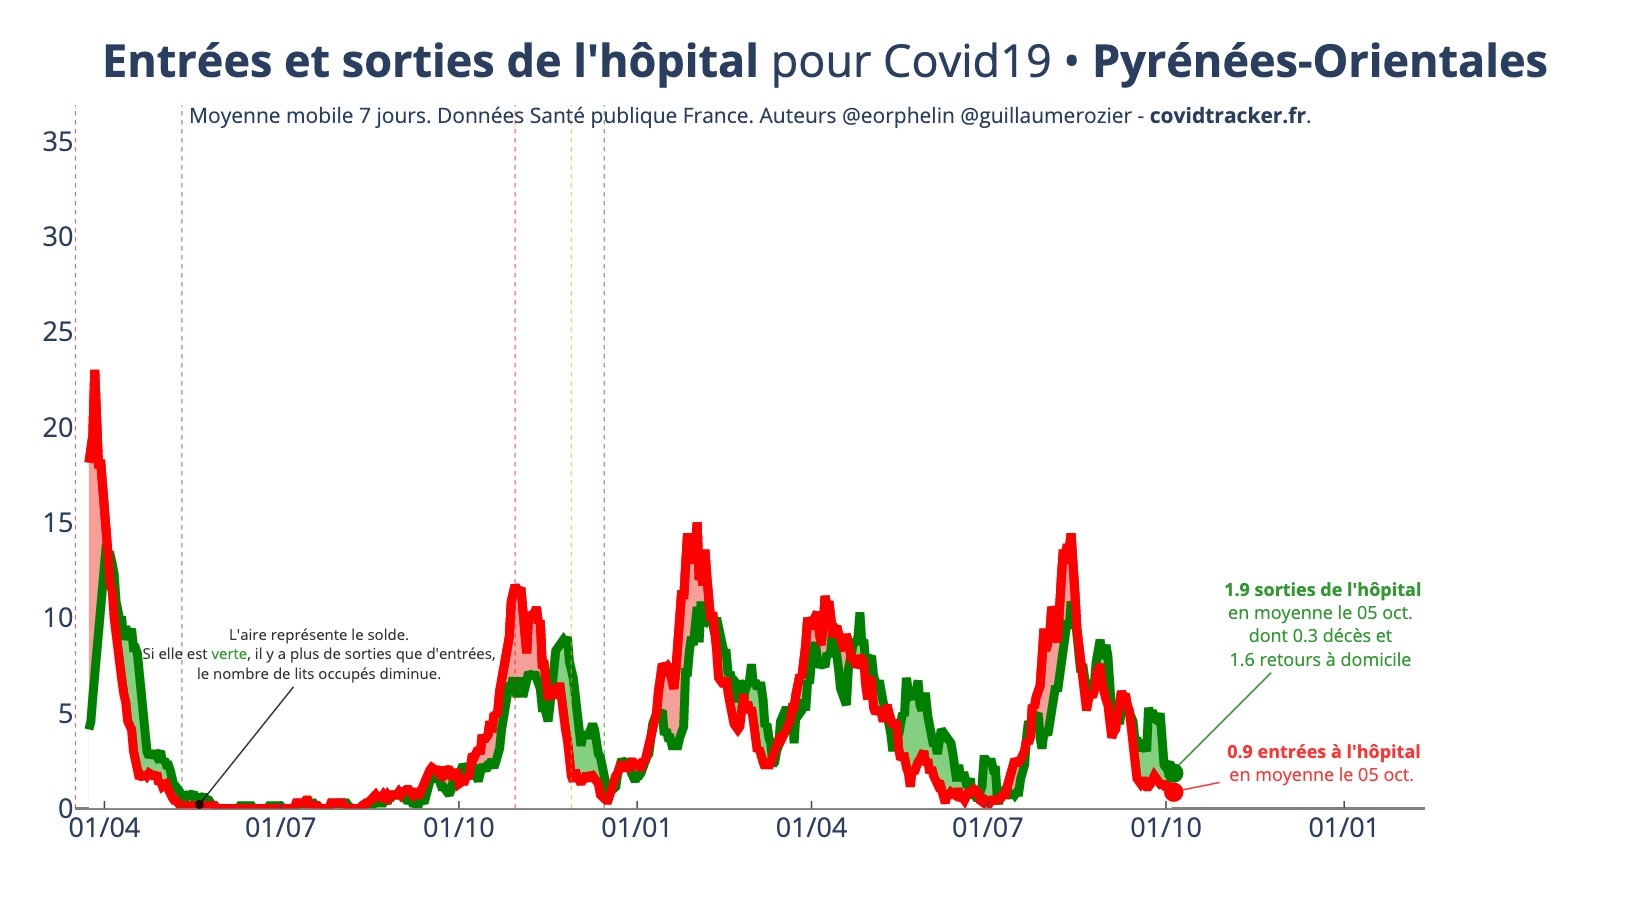 Entrées et sorties de l'hôpital pour Covid19 • Pyrénées-Orientales
Moyenne mobile 7 jours. Données Santé publique France. Auteurs @eorphelin @guillaumerozier - covidtracker.fr.
35
30
25
20
15
10
5
0
L'aire représente le solde.
Si elle est verte, il y a plus de sorties que d'entrées,
le nombre de lits occupés diminue.
1.9 sorties de l'hôpital
en moyenne le 05 oct.
dont 0.3 décès et
1.6 retours à domicile
0.9 entrées à l'hôpital
en moyenne le 05 oct.
01/04 01/07 01/10 01/01 01/04 01/07 01/10 01/01